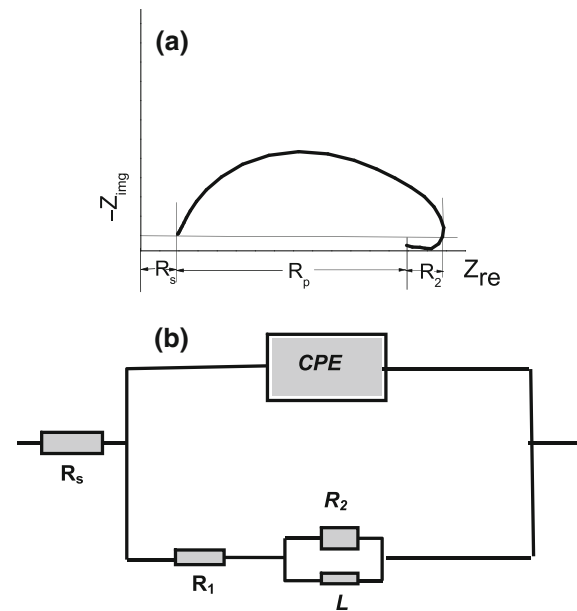 (a)
–Z_img
R_s
R_p
R_2
Z_re
(b)
CPE
R_s
R_2
R_1
L